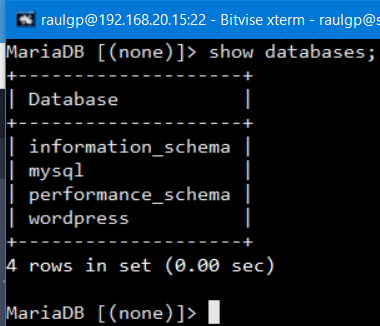 raulgp@192.168.20.15:22 - Bitvise xterm - raulgp@s
MariaDB [(none)]> show databases;
+--------------------+
| Database           |
+--------------------+
| information_schema |
| mysql              |
| performance_schema |
| wordpress          |
+--------------------+
4 rows in set (0.00 sec)
MariaDB [(none)]>